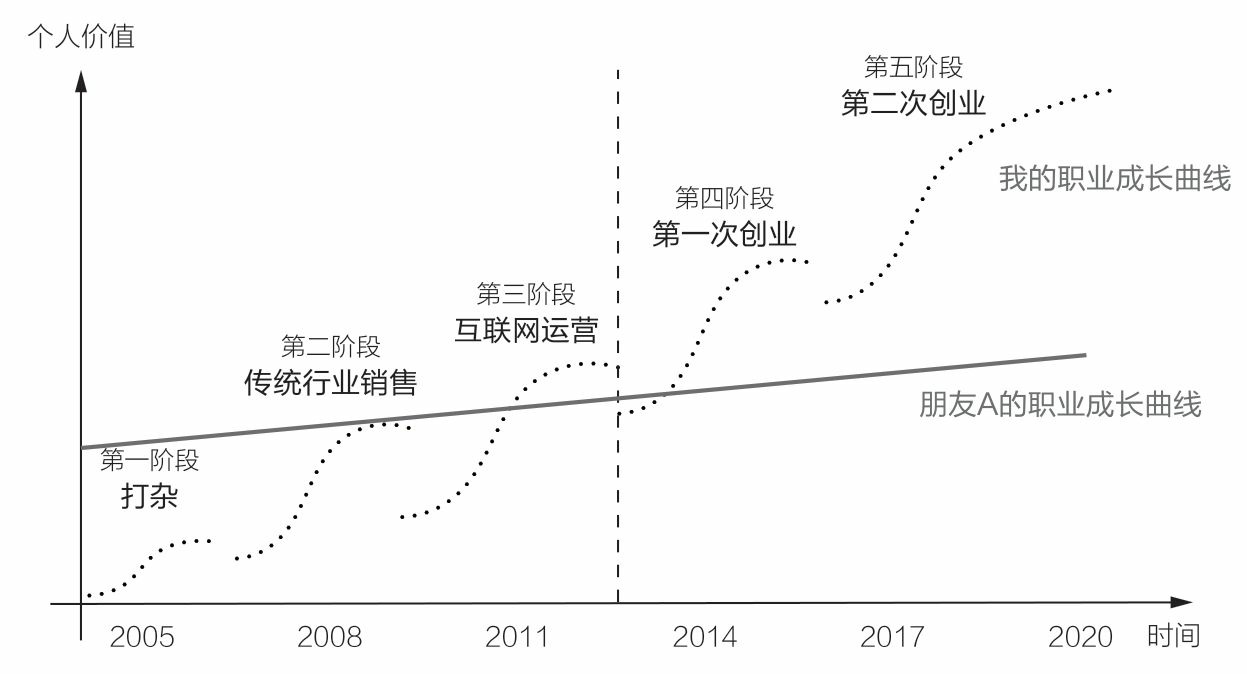 个人价值
第五阶段
第二次创业
我的职业成长曲线
第四阶段
第一次创业
第三阶段
互联网运营
第二阶段
传统行业销售
朋友A的职业成长曲线
第一阶段
打杂
2005
2008
2011
2014
2017
2020
时间